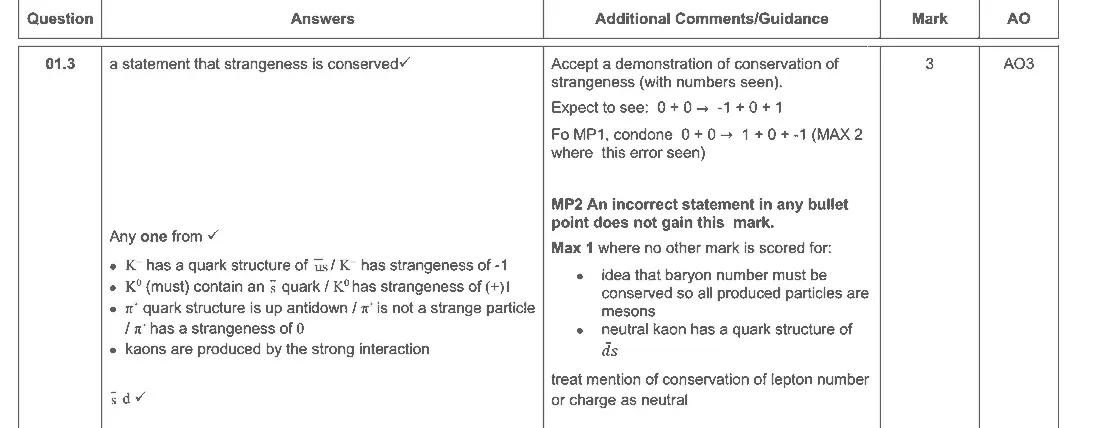 Question Answers Additional Comments/Guidance Mark AO
01.3 a statement that strangeness is conserved✓ Accept a demonstration of conservation of 3 AO3
strangeness (with numbers seen).
Expect to see: 0 + 0 → -1 + 0 + 1
Fo MP1, condone 0 + 0 → 1 + 0 + -1 (MAX 2
where this error seen)
MP2 An incorrect statement in any bullet
point does not gain this mark.
Any one from ✓
Max 1 where no other mark is scored for:
• K⁻ has a quark structure of u̅s / K⁻ has strangeness of -1
• K⁰ (must) contain an s̅ quark / K⁰ has strangeness of (+)1
• π⁺ quark structure is up antidown / π⁺ is not a strange particle
/ π⁺ has a strangeness of 0
• kaons are produced by the strong interaction
• idea that baryon number must be
conserved so all produced particles are
mesons
• neutral kaon has a quark structure of
d̅s
s̅ d ✓
treat mention of conservation of lepton number
or charge as neutral